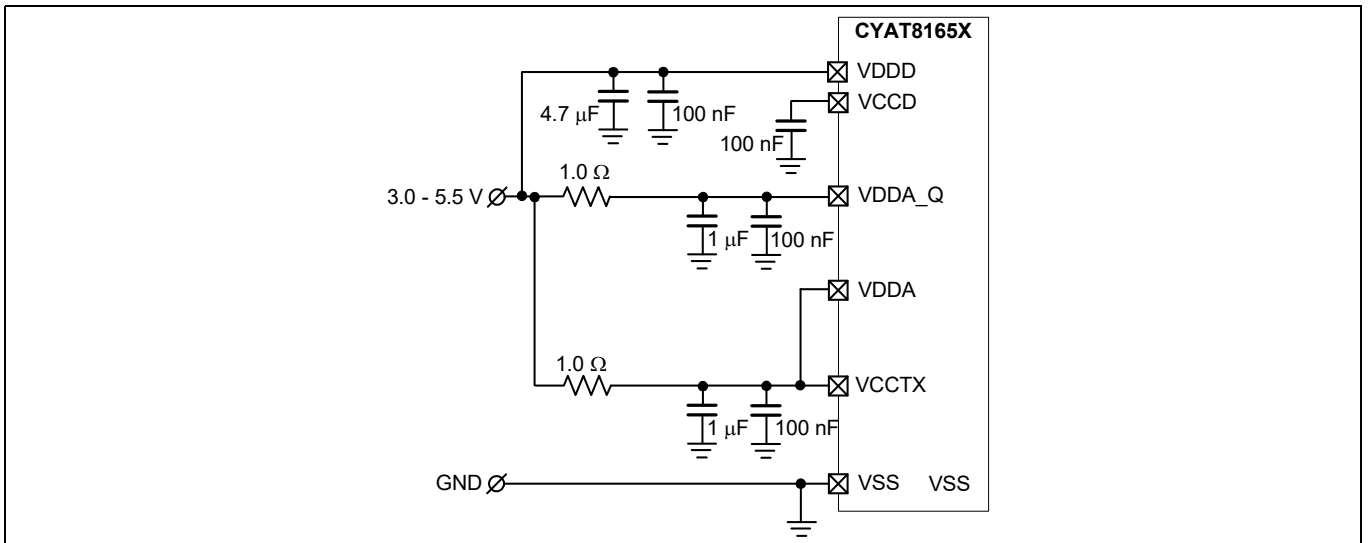 CYAT8165X
VDDD
VCCD
4.7 μF
100 nF
100 nF
1.0 Ω
3.0 - 5.5 V
VDDA_Q
1 μF
100 nF
VDDA
1.0 Ω
VCCTX
1 μF
100 nF
GND
VSS
VSS